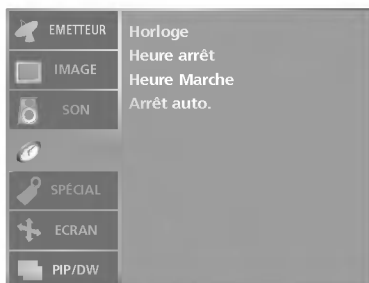 EMETTEUR
IMAGE
SON
SPÉCIAL
ECRAN
PIP/DW
Horloge
Heure arrêt
Heure Marche
Arrêt auto.